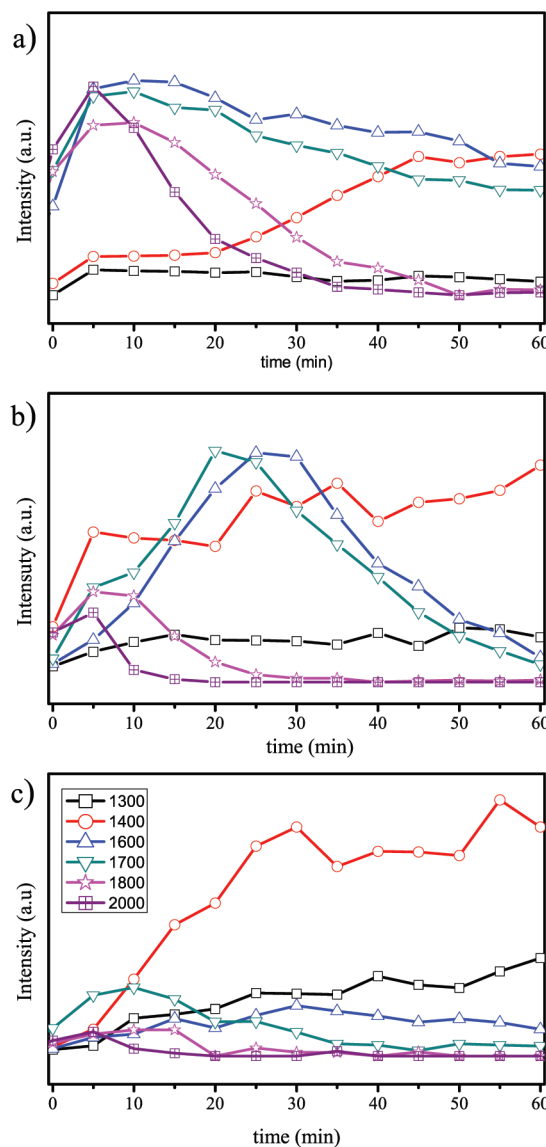 a)
Intensity (a.u.)
0 10 20 30 40 50 60
time (min)
b)
Intensuty (a.u.)
0 10 20 30 40 50 60
time (min)
c)
1300
1400
1600
1700
1800
2000
Intensity (a.u)
0 10 20 30 40 50 60
time (min)